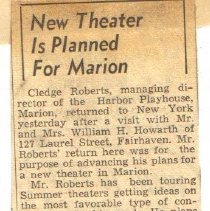 New Theater
Is Planned
For Marion
Cledge Roberts, managing di-
rector of the Harbor Playhouse,
Marion, returned to New York
yesterday after a visit with Mr.
and Mrs. William H. Howarth of
127 Laurel Street, Fairhaven. Mr.
Roberts' return here was for the
purpose of advancing his plans for
a new theater in Marion.
Mr. Roberts has been touring
Summer theaters getting ideas on
the most favorable type of con-